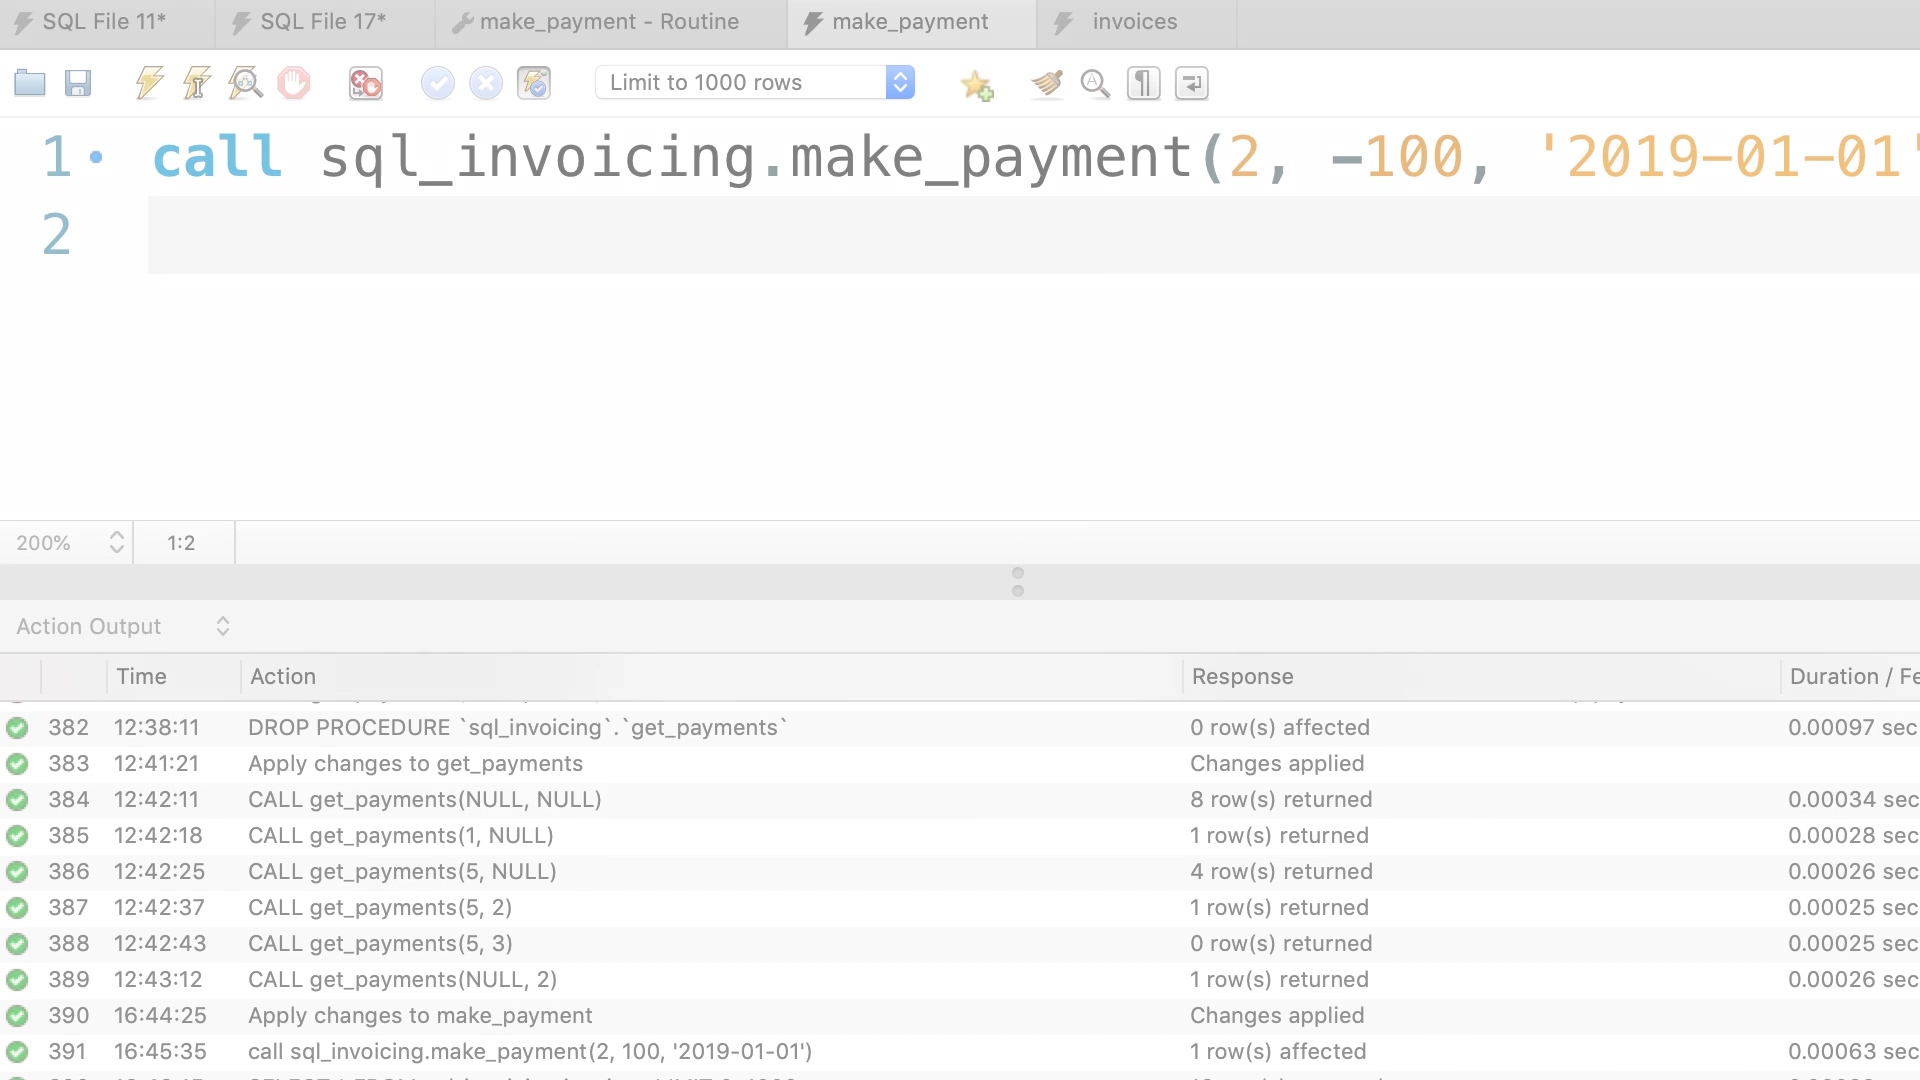 SQL File 11* SQL File 17* make_payment - Routine make_payment invoices
Limit to 1000 rows
1 call sql_invoicing.make_payment(2, -100, '2019-01-01'
2
200% 1:2
Action Output
Time Action Response Duration / Fe
382 12:38:11 DROP PROCEDURE `sql_invoicing`.`get_payments` 0 row(s) affected 0.00097 sec
383 12:41:21 Apply changes to get_payments Changes applied
384 12:42:11 CALL get_payments(NULL, NULL) 8 row(s) returned 0.00034 sec
385 12:42:18 CALL get_payments(1, NULL) 1 row(s) returned 0.00028 sec
386 12:42:25 CALL get_payments(5, NULL) 4 row(s) returned 0.00026 sec
387 12:42:37 CALL get_payments(5, 2) 1 row(s) returned 0.00025 sec
388 12:42:43 CALL get_payments(5, 3) 0 row(s) returned 0.00025 sec
389 12:43:12 CALL get_payments(NULL, 2) 1 row(s) returned 0.00026 sec
390 16:44:25 Apply changes to make_payment Changes applied
391 16:45:35 call sql_invoicing.make_payment(2, 100, '2019-01-01') 1 row(s) affected 0.00063 sec